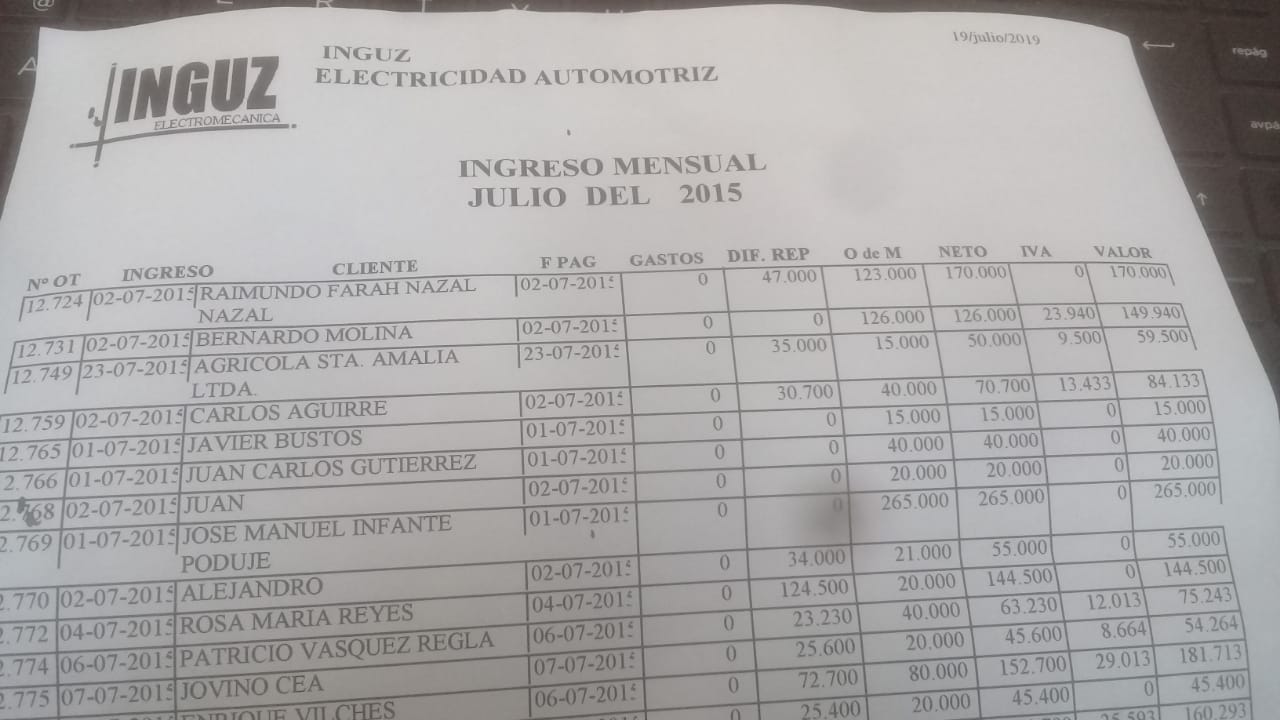 19/julio/2019
INGUZ
ELECTROMECANICA
INGUZ
ELECTRICIDAD AUTOMOTRIZ
INGRESO MENSUAL
JULIO DEL 2015
Nº OT INGRESO CLIENTE F PAG GASTOS DIF. REP O de M NETO IVA VALOR
12.724 02-07-2015 RAIMUNDO FARAH NAZAL 02-07-2015 0 47.000 123.000 170.000 0 170.000
NAZAL
12.731 02-07-2015 BERNARDO MOLINA 02-07-2015 0 0 126.000 126.000 23.940 149.940
12.749 23-07-2015 AGRICOLA STA. AMALIA 23-07-2015 0 35.000 15.000 50.000 9.500 59.500
LTDA.
12.759 02-07-2015 CARLOS AGUIRRE 02-07-2015 0 30.700 40.000 70.700 13.433 84.133
12.765 01-07-2015 JAVIER BUSTOS 01-07-2015 0 0 15.000 15.000 0 15.000
2.766 01-07-2015 JUAN CARLOS GUTIERREZ 01-07-2015 0 0 40.000 40.000 0 40.000
2.768 02-07-2015 JUAN 02-07-2015 0 0 20.000 20.000 0 20.000
2.769 01-07-2015 JOSE MANUEL INFANTE 01-07-2015 0 0 265.000 265.000 0 265.000
PODUJE
2.770 02-07-2015 ALEJANDRO 02-07-2015 0 34.000 21.000 55.000 0 55.000
2.772 04-07-2015 ROSA MARIA REYES 04-07-2015 0 124.500 20.000 144.500 0 144.500
2.774 06-07-2015 PATRICIO VASQUEZ REGLA 06-07-2015 0 23.230 40.000 63.230 12.013 75.243
2.775 07-07-2015 JOVINO CEA 07-07-2015 0 25.600 20.000 45.600 8.664 54.264
ENRIQUE VILCHES 06-07-2015 0 72.700 80.000 152.700 29.013 181.713
0 25.400 20.000 45.400 0 45.400
25.593 160.293
repág
avpá